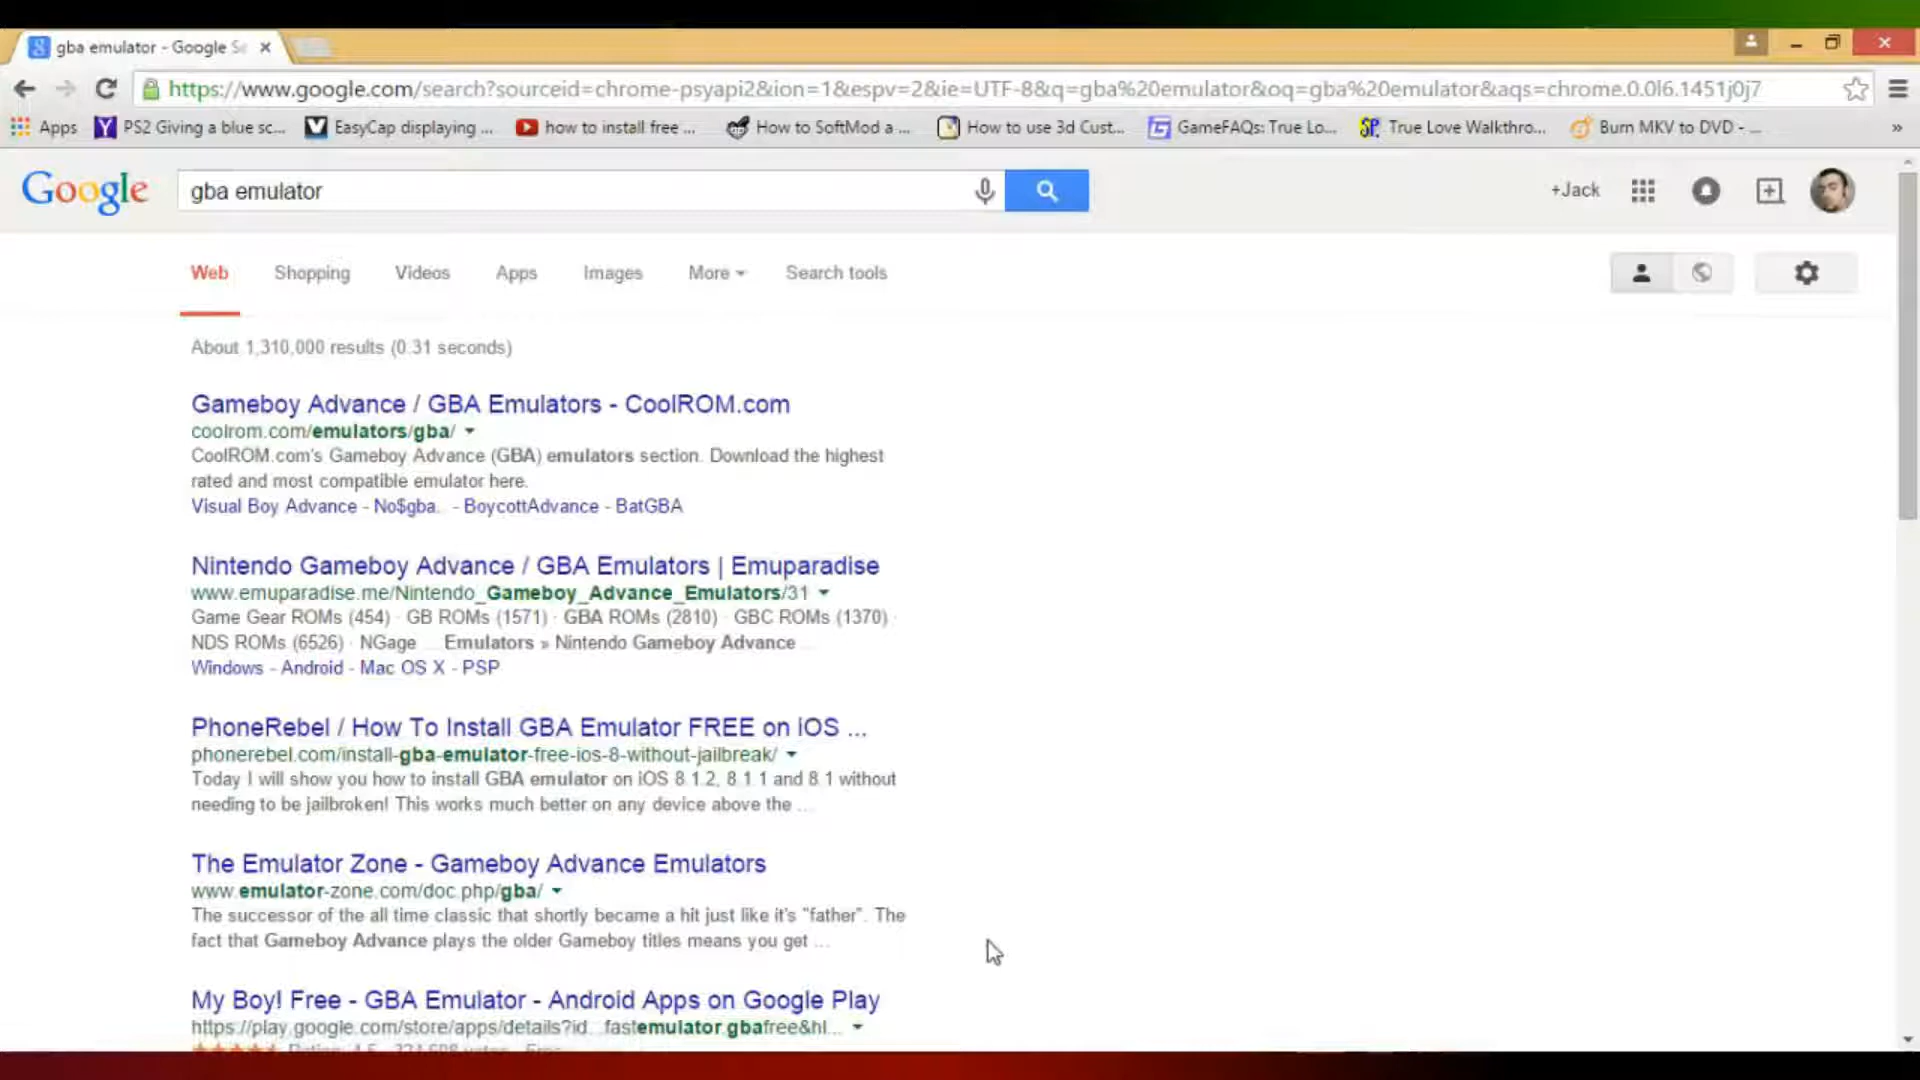 gba emulator - Google Se
https://www.google.com/search?sourceid=chrome-psyapi2&ion=1&espv=2&ie=UTF-8&q=gba%20emulator&oq=gba%20emulator&aqs=chrome.0.0l6.1451j0j7
Apps PS2 Giving a blue sc... EasyCap displaying ... how to install free ... How to SoftMod a ... How to use 3d Cust... GameFAQs: True Lo... True Love Walkthro... Burn MKV to DVD - ... »
Google gba emulator +Jack
Web Shopping Videos Apps Images More Search tools
About 1,310,000 results (0.31 seconds)
Gameboy Advance / GBA Emulators - CoolROM.com
coolrom.com/emulators/gba/
CoolROM.com's Gameboy Advance (GBA) emulators section. Download the highest
rated and most compatible emulator here.
Visual Boy Advance - No$gba. - BoycottAdvance - BatGBA
Nintendo Gameboy Advance / GBA Emulators | Emuparadise
www.emuparadise.me/Nintendo_Gameboy_Advance_Emulators/31
Game Gear ROMs (454) · GB ROMs (1571) · GBA ROMs (2810) · GBC ROMs (1370) ·
NDS ROMs (6526) · NGage ... Emulators » Nintendo Gameboy Advance ...
Windows - Android - Mac OS X - PSP
PhoneRebel / How To Install GBA Emulator FREE on iOS ...
phonerebel.com/install-gba-emulator-free-ios-8-without-jailbreak/
Today I will show you how to install GBA emulator on iOS 8.1.2, 8.1.1 and 8.1 without
needing to be jailbroken! This works much better on any device above the ...
The Emulator Zone - Gameboy Advance Emulators
www.emulator-zone.com/doc.php/gba/
The successor of the all time classic that shortly became a hit just like it's "father". The
fact that Gameboy Advance plays the older Gameboy titles means you get ...
My Boy! Free - GBA Emulator - Android Apps on Google Play
https://play.google.com/store/apps/details?id...fastemulator.gbafree&hl...